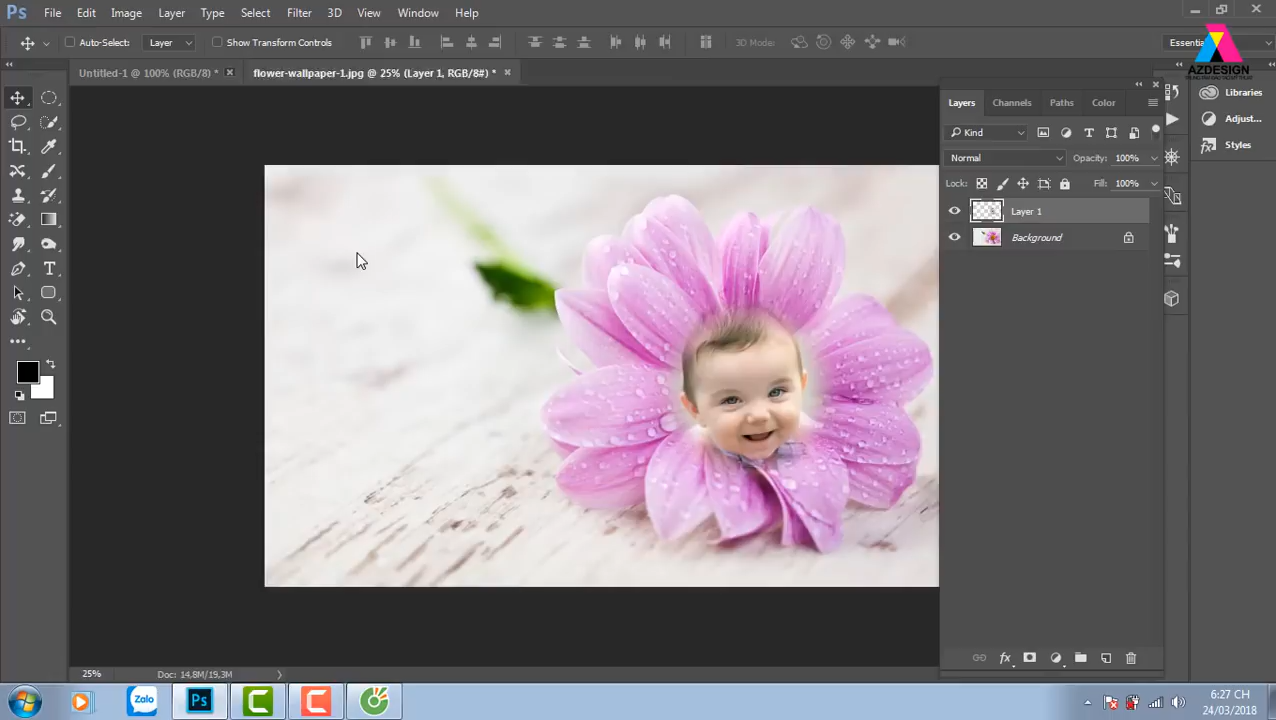 Ps File Edit Image Layer Type Select Filter 3D View Window Help
Auto-Select: Layer Show Transform Controls 3D Mode: Essentia
AZDESIGN
Untitled-1 @ 100% (RGB/8) * flower-wallpaper-1.jpg @ 25% (Layer 1, RGB/8#) *
Layers Channels Paths Color
Libraries
Adjust...
Styles
Kind
Normal Opacity: 100%
Lock: Fill: 100%
Layer 1
Background
fx
25% Doc: 14,8M/19,3M
Zalo Ps
6:27 CH
24/03/2018